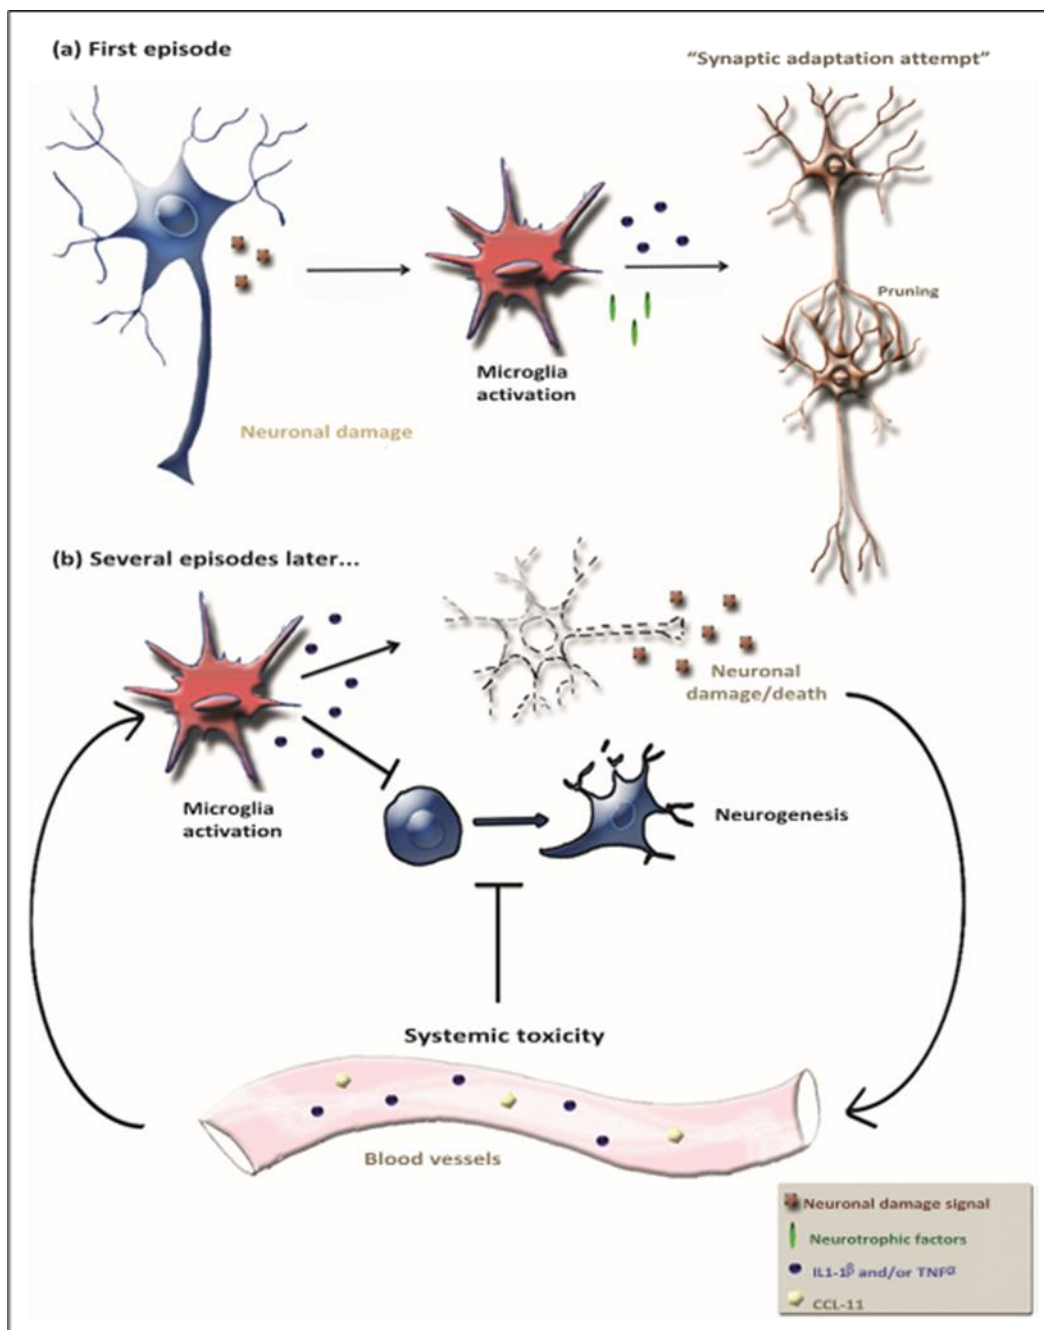 (a) First episode
“Synaptic adaptation attempt”
Pruning
Microglia
activation
Neuronal damage
(b) Several episodes later...
Neuronal
damage/death
Microglia
activation
Neurogenesis
Systemic toxicity
Blood vessels
Neuronal damage signal
Neurotrophic factors
IL1-1β and/or TNFα
CCL-11